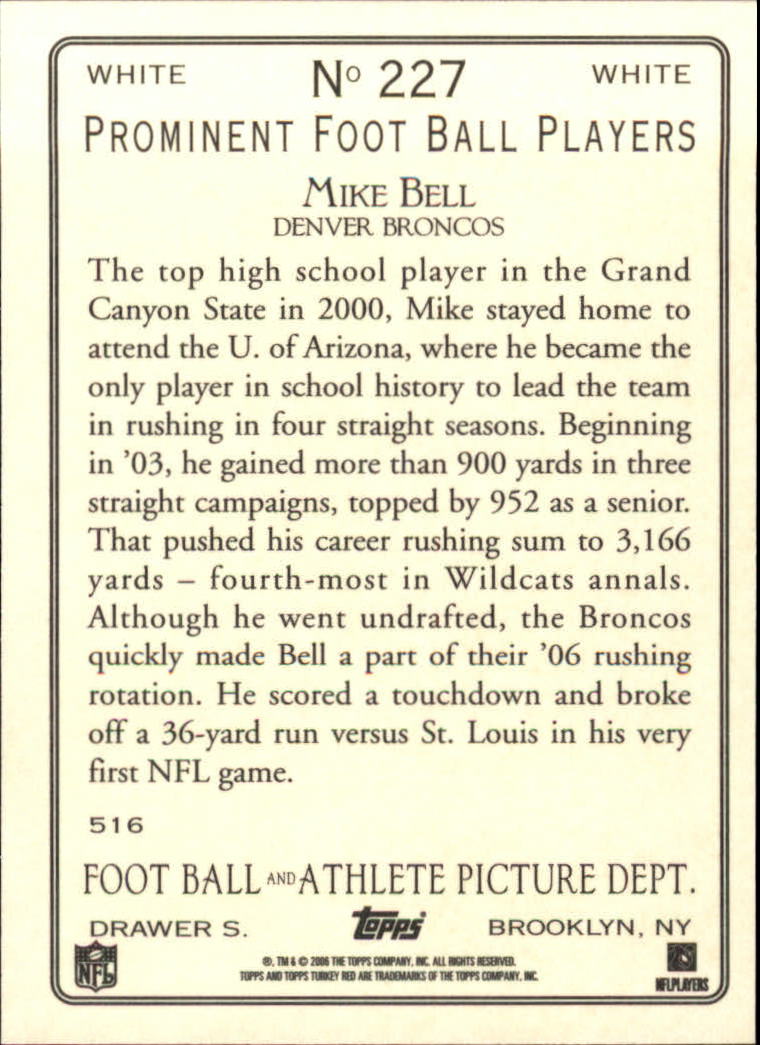 WHITE No 227 WHITE
PROMINENT FOOT BALL PLAYERS
MIKE BELL
DENVER BRONCOS
The top high school player in the Grand
Canyon State in 2000, Mike stayed home to
attend the U. of Arizona, where he became the
only player in school history to lead the team
in rushing in four straight seasons. Beginning
in ’03, he gained more than 900 yards in three
straight campaigns, topped by 952 as a senior.
That pushed his career rushing sum to 3,166
yards – fourth-most in Wildcats annals.
Although he went undrafted, the Broncos
quickly made Bell a part of their ’06 rushing
rotation. He scored a touchdown and broke
off a 36-yard run versus St. Louis in his very
first NFL game.
516
FOOT BALL AND ATHLETE PICTURE DEPT.
DRAWER S. topps BROOKLYN, NY
NFL
®, TM & © 2006 THE TOPPS COMPANY, INC. ALL RIGHTS RESERVED.
TOPPS AND TOPPS TURKEY RED ARE TRADEMARKS OF THE TOPPS COMPANY, INC.
NFLPLAYERS